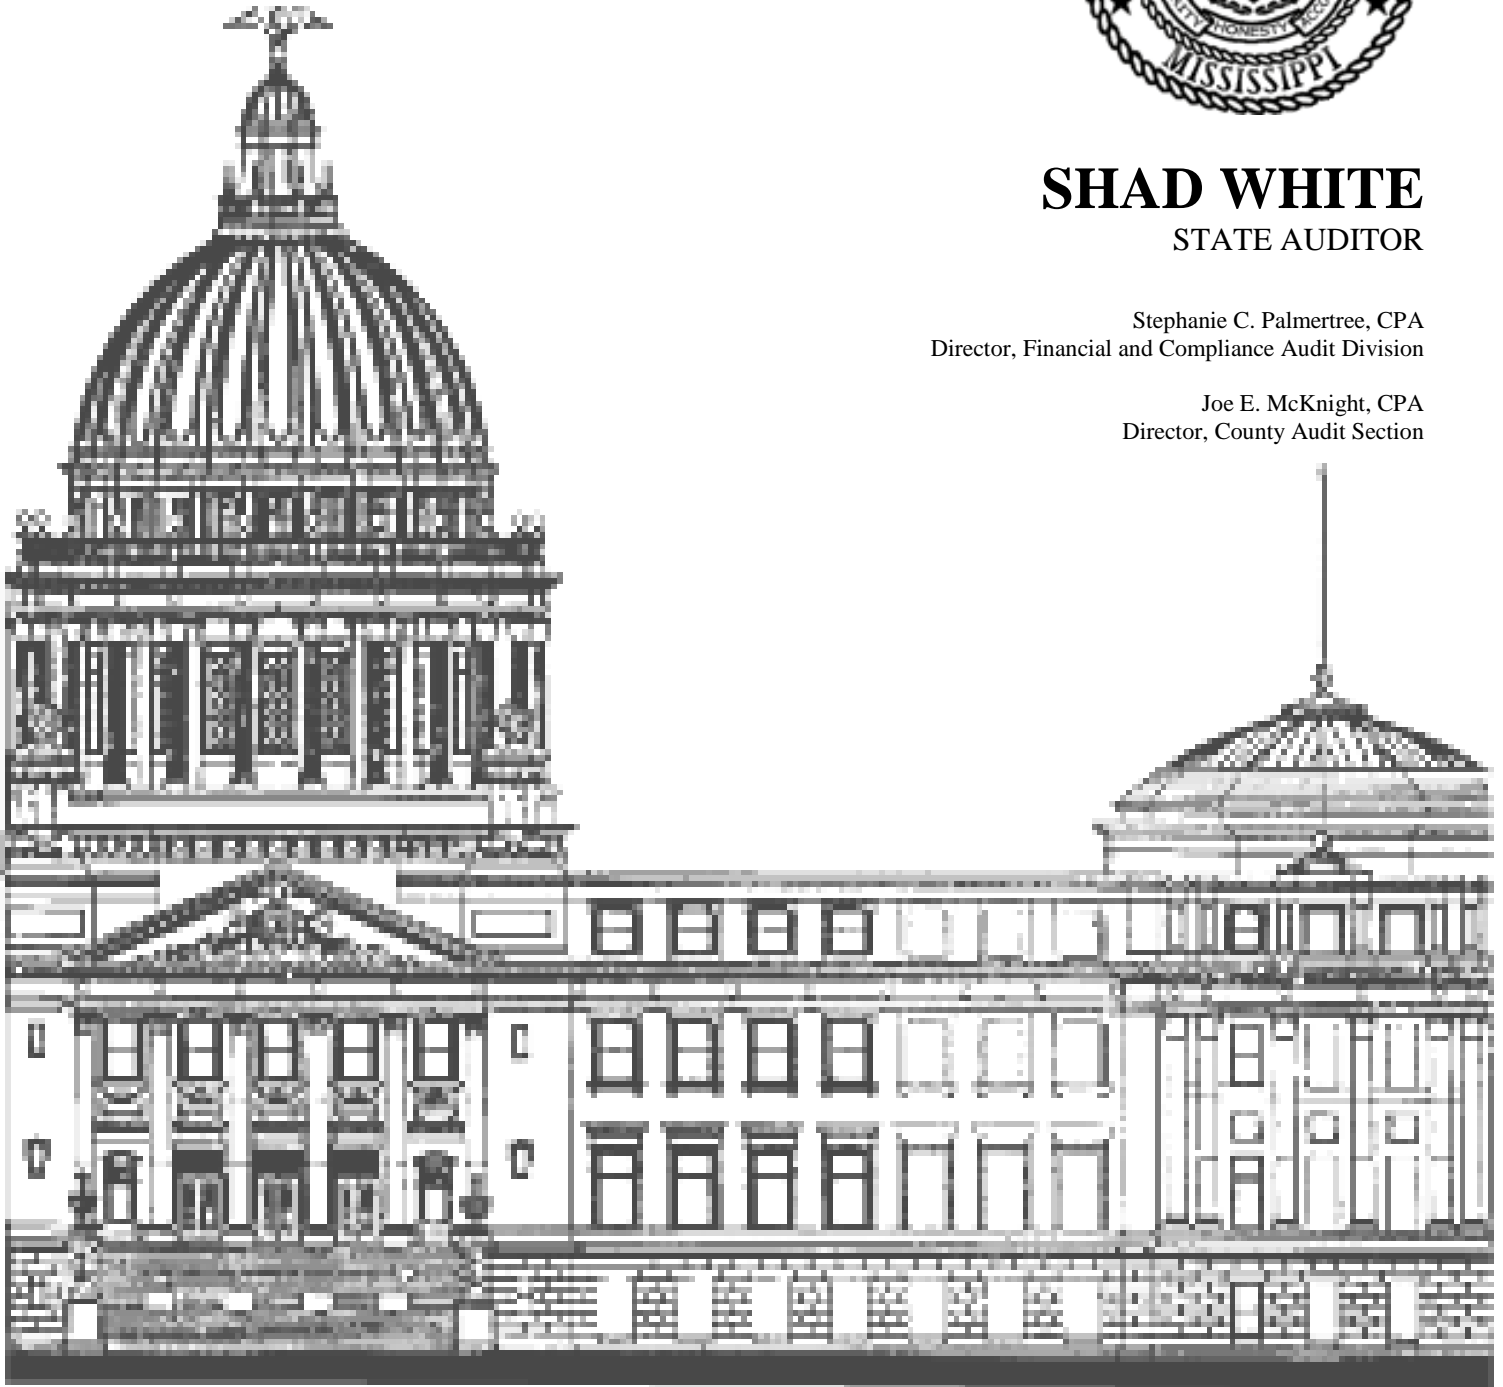 HONESTY
MISSISSIPPI
SHAD WHITE
STATE AUDITOR
Stephanie C. Palmertree, CPA
Director, Financial and Compliance Audit Division
Joe E. McKnight, CPA
Director, County Audit Section